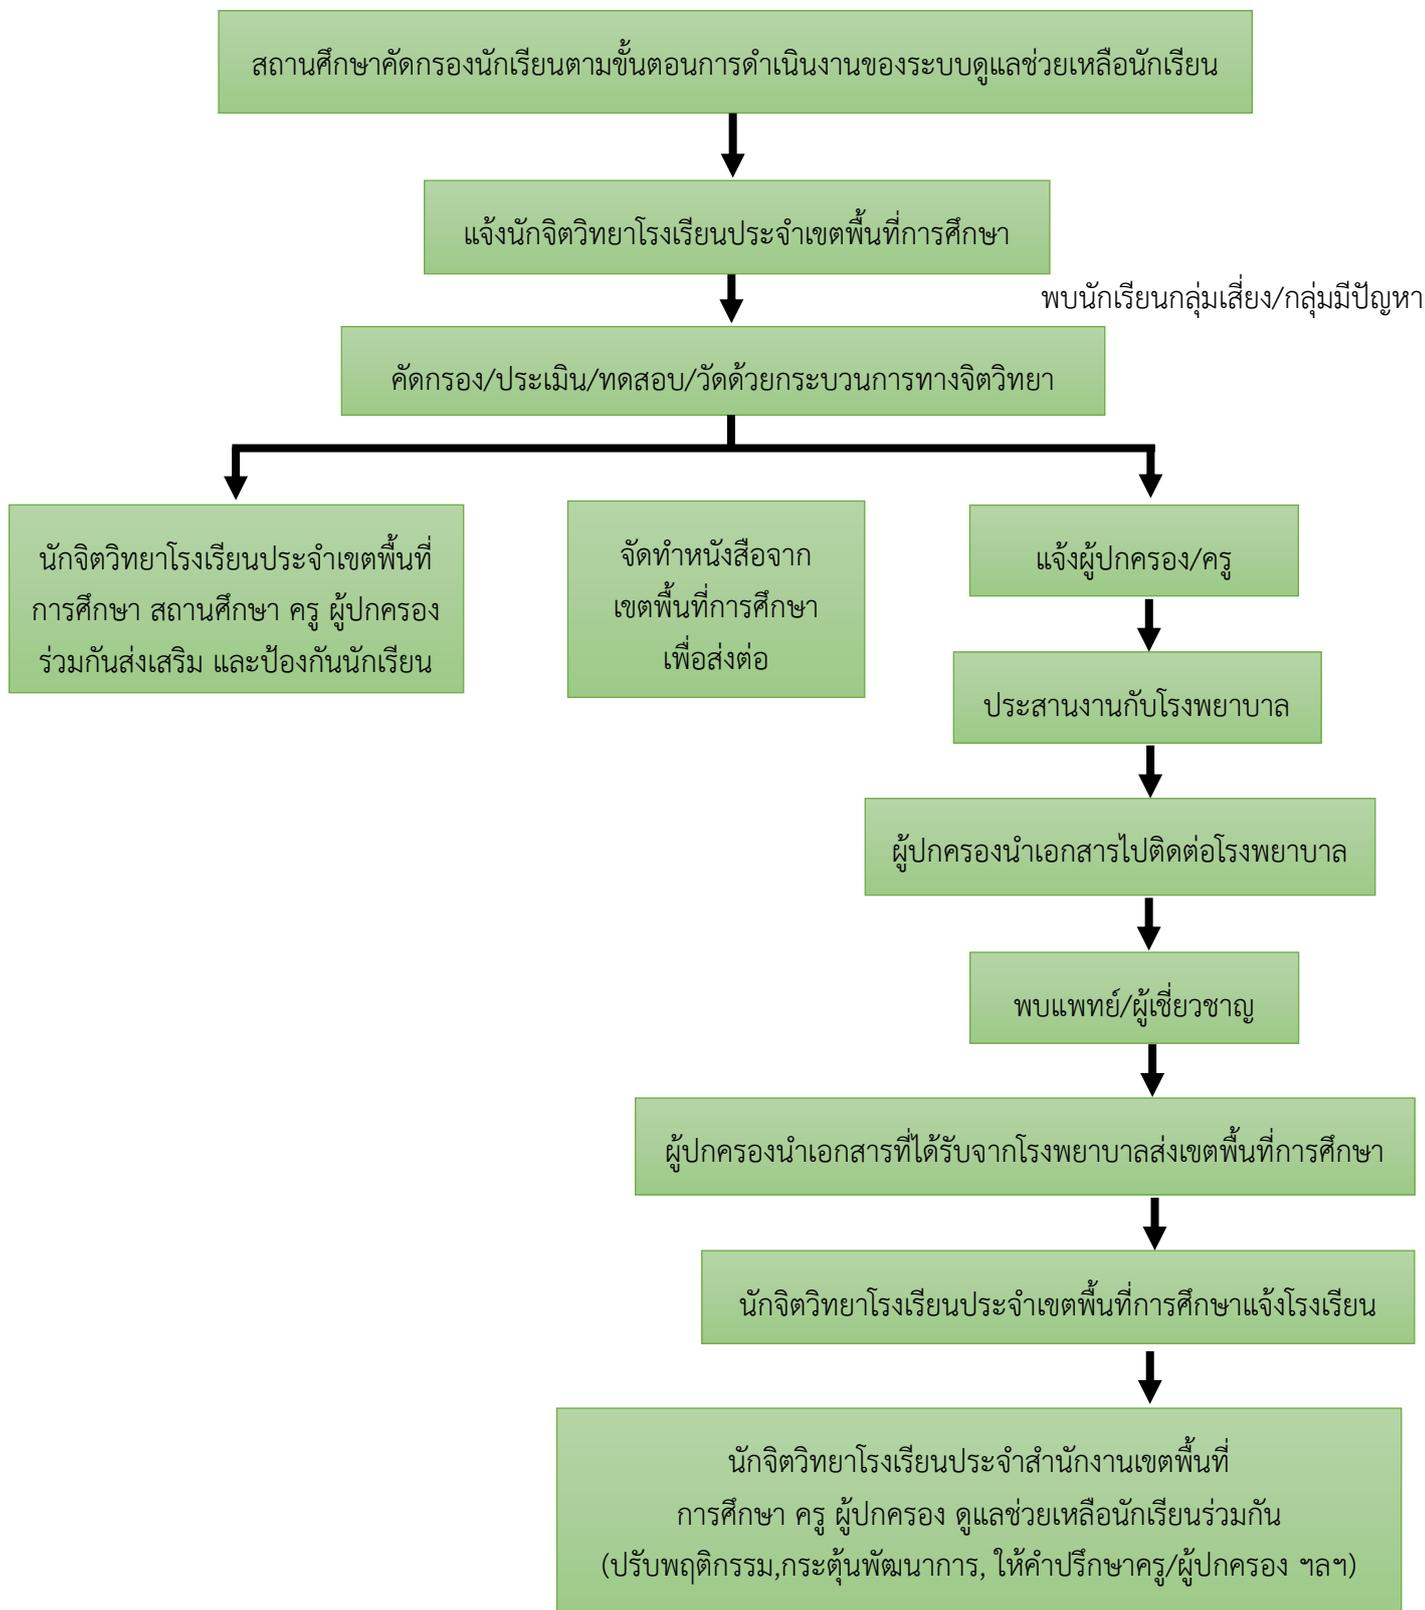 สถานศึกษาคัดกรองนักเรียนตามขั้นตอนการดำเนินงานของระบบดูแลช่วยเหลือนักเรียน
แจ้งนักจิตวิทยาโรงเรียนประจำเขตพื้นที่การศึกษา
พบนักเรียนกลุ่มเสี่ยง/กลุ่มมีปัญหา
คัดกรอง/ประเมิน/ทดสอบ/วัดด้วยกระบวนการทางจิตวิทยา
นักจิตวิทยาโรงเรียนประจำเขตพื้นที่
การศึกษา สถานศึกษา ครู ผู้ปกครอง
ร่วมกันส่งเสริม และป้องกันนักเรียน
จัดทำหนังสือจาก
เขตพื้นที่การศึกษา
เพื่อส่งต่อ
แจ้งผู้ปกครอง/ครู
ประสานงานกับโรงพยาบาล
ผู้ปกครองนำเอกสารไปติดต่อโรงพยาบาล
พบแพทย์/ผู้เชี่ยวชาญ
ผู้ปกครองนำเอกสารที่ได้รับจากโรงพยาบาลส่งเขตพื้นที่การศึกษา
นักจิตวิทยาโรงเรียนประจำเขตพื้นที่การศึกษาแจ้งโรงเรียน
นักจิตวิทยาโรงเรียนประจำสำนักงานเขตพื้นที่
การศึกษา ครู ผู้ปกครอง ดูแลช่วยเหลือนักเรียนร่วมกัน
(ปรับพฤติกรรม,กระตุ้นพัฒนาการ, ให้คำปรึกษาครู/ผู้ปกครอง ฯลฯ)